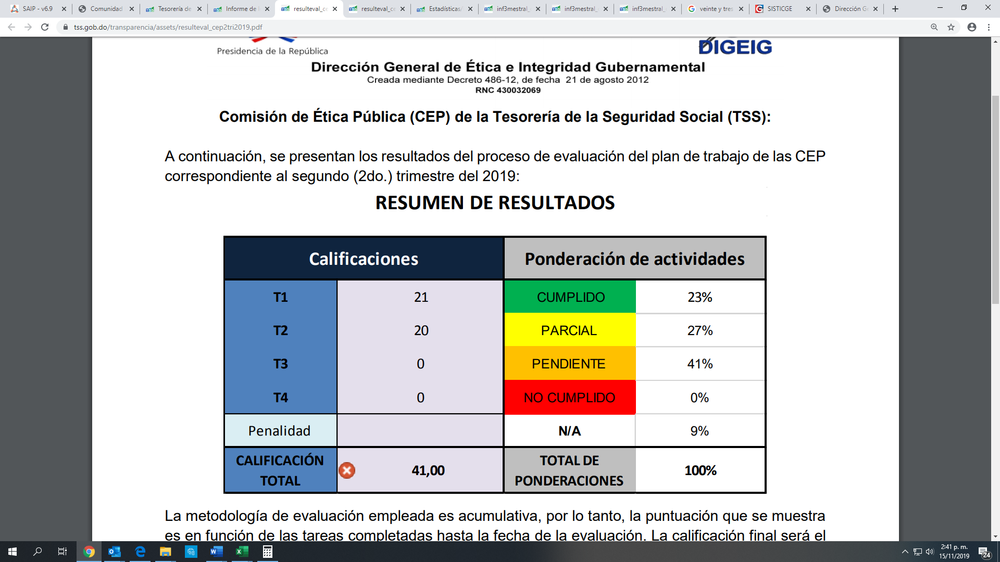 SAIP - v6.9
Comunidad
Tesorería de
Informe de
resulteval_ce
resulteval_ce
Estadísticas/
inf3mestral_
inf3mestral_
inf3mestral_
veinte y tres
SISTICGE
Dirección Ge
tss.gob.do/transparencia/assets/resulteval_cep2tri2019.pdf
Presidencia de la República
DIGEIG
Dirección General de Ética e Integridad Gubernamental
Creada mediante Decreto 486-12, de fecha 21 de agosto 2012
RNC 430032069
Comisión de Ética Pública (CEP) de la Tesorería de la Seguridad Social (TSS):
A continuación, se presentan los resultados del proceso de evaluación del plan de trabajo de las CEP
correspondiente al segundo (2do.) trimestre del 2019:
RESUMEN DE RESULTADOS
Calificaciones Ponderación de actividades
T1 21 CUMPLIDO 23%
T2 20 PARCIAL 27%
T3 0 PENDIENTE 41%
T4 0 NO CUMPLIDO 0%
Penalidad N/A 9%
CALIFICACIÓN TOTAL 41,00 TOTAL DE PONDERACIONES 100%
La metodología de evaluación empleada es acumulativa, por lo tanto, la puntuación que se muestra
es en función de las tareas completadas hasta la fecha de la evaluación. La calificación final será el
2:41 p. m.
15/11/2019
24